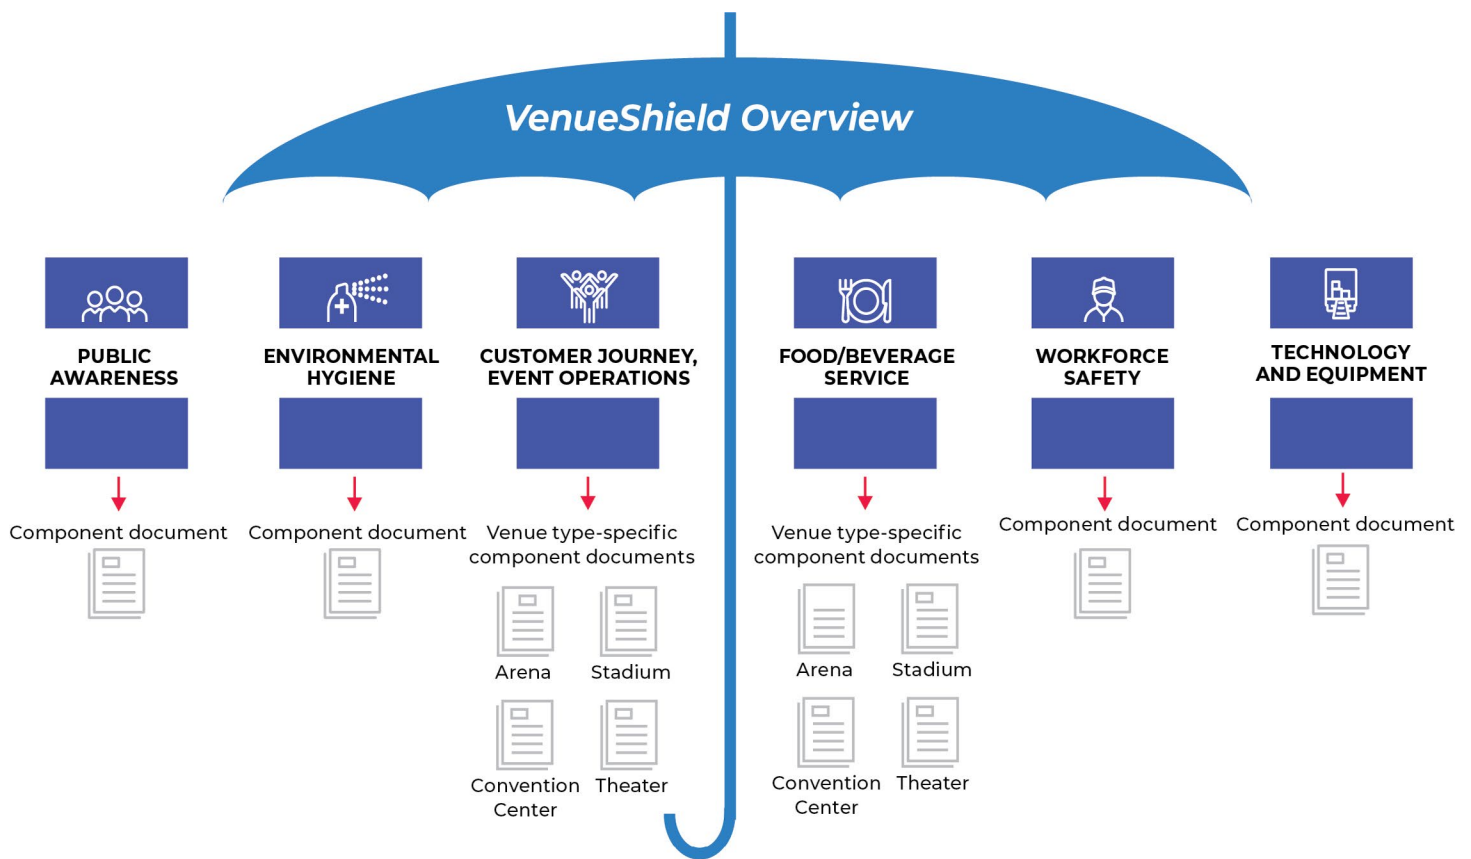 VenueShield Overview
PUBLIC
AWARENESS
ENVIRONMENTAL
HYGIENE
CUSTOMER JOURNEY,
EVENT OPERATIONS
FOOD/BEVERAGE
SERVICE
WORKFORCE
SAFETY
TECHNOLOGY
AND EQUIPMENT
Component document
Component document
Venue type-specific
component documents
Arena
Stadium
Convention
Center
Theater
Venue type-specific
component documents
Arena
Stadium
Convention
Center
Theater
Component document
Component document